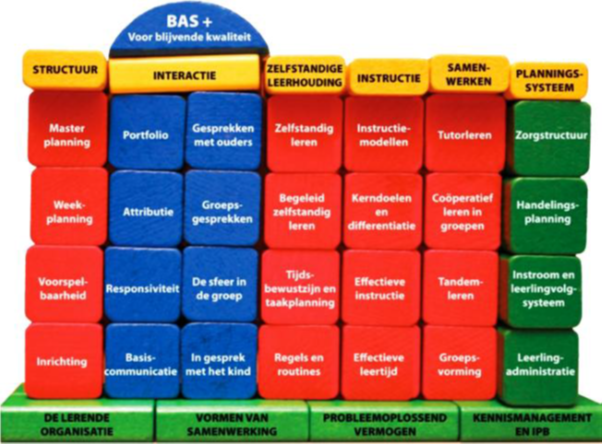 BAS +
Voor blijvende kwaliteit
STRUCTUUR
INTERACTIE
ZELFSTANDIGE
LEERHOUDING
INSTRUCTIE
SAMEN-
WERKEN
PLANNINGS-
SYSTEEM
Master
planning
Portfolio
Gesprekken
met ouders
Zelfstandig
leren
Instructie-
modellen
Tutorleren
Zorgstructuur
Week-
planning
Attributie
Groeps-
gesprekken
Begeleid
zelfstandig
leren
Kerndoelen
en
differentiatie
Coöperatief
leren in
groepen
Handelings-
planning
Voorspel-
baarheid
Responsiviteit
De sfeer in
de groep
Tijds-
bewustzijn en
taakplanning
Effectieve
instructie
Tandem-
leren
Instroom en
leerlingvolg-
systeem
Inrichting
Basis-
communicatie
In gesprek
met het kind
Regels en
routines
Effectieve
leertijd
Groeps-
vorming
Leerling-
administratie
DE LERENDE
ORGANISATIE
VORMEN VAN
SAMENWERKING
PROBLEEMOPLOSSEND
VERMOGEN
KENNISMANAGEMENT
EN IPB